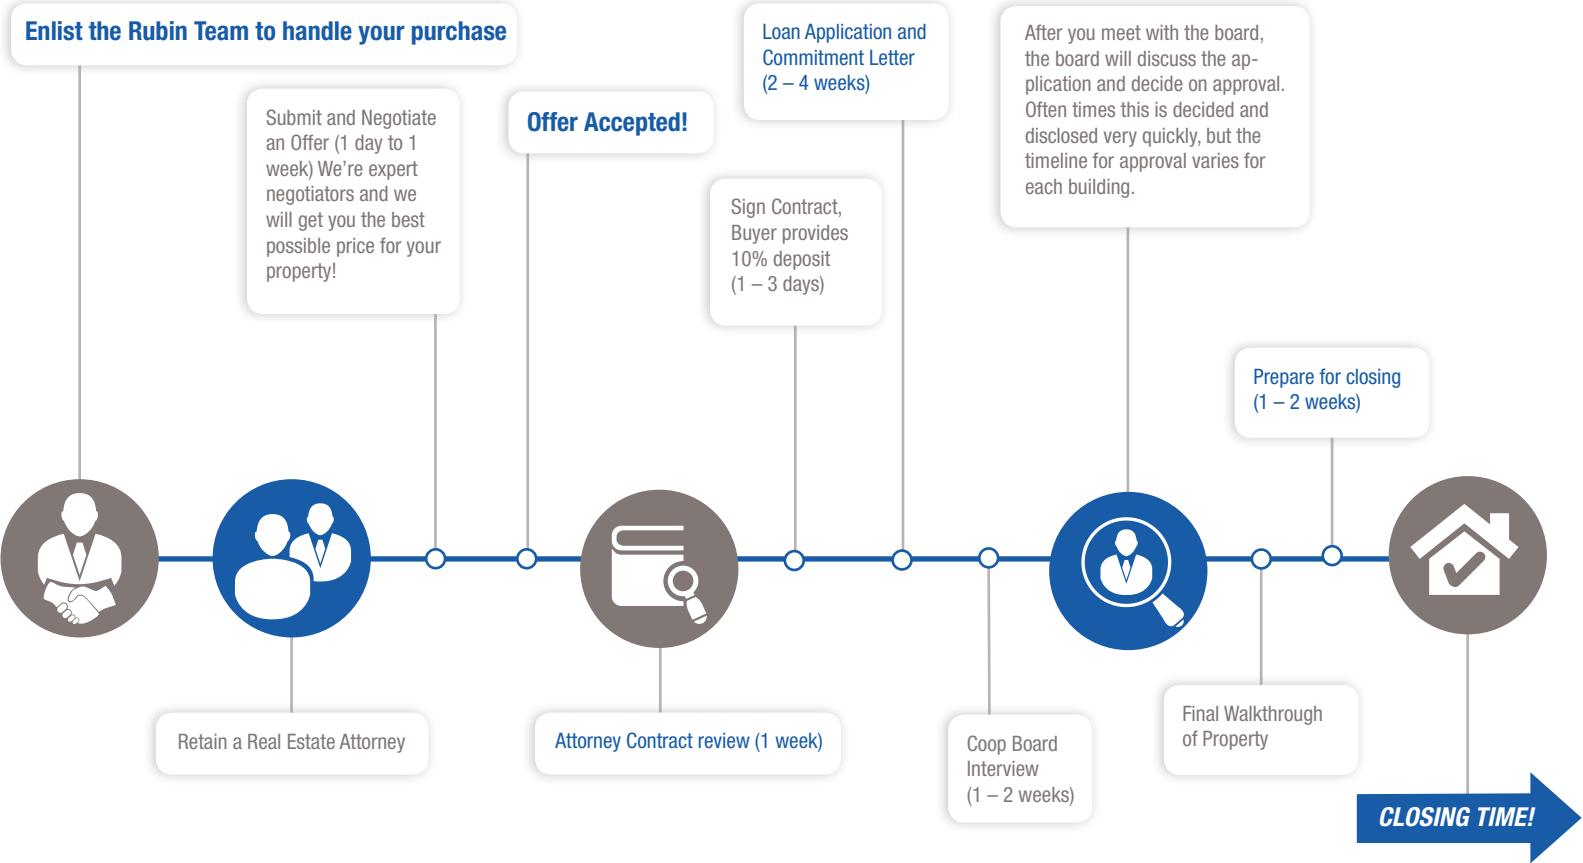 Enlist the Rubin Team to handle your purchase
Retain a Real Estate Attorney
Submit and Negotiate
an Offer (1 day to 1
week) We’re expert
negotiators and we
will get you the best
possible price for your
property!
Offer Accepted!
Attorney Contract review (1 week)
Sign Contract,
Buyer provides
10% deposit
(1 – 3 days)
Loan Application and
Commitment Letter
(2 – 4 weeks)
Coop Board
Interview
(1 – 2 weeks)
After you meet with the board,
the board will discuss the ap-
plication and decide on approval.
Often times this is decided and
disclosed very quickly, but the
timeline for approval varies for
each building.
Final Walkthrough
of Property
Prepare for closing
(1 – 2 weeks)
CLOSING TIME!